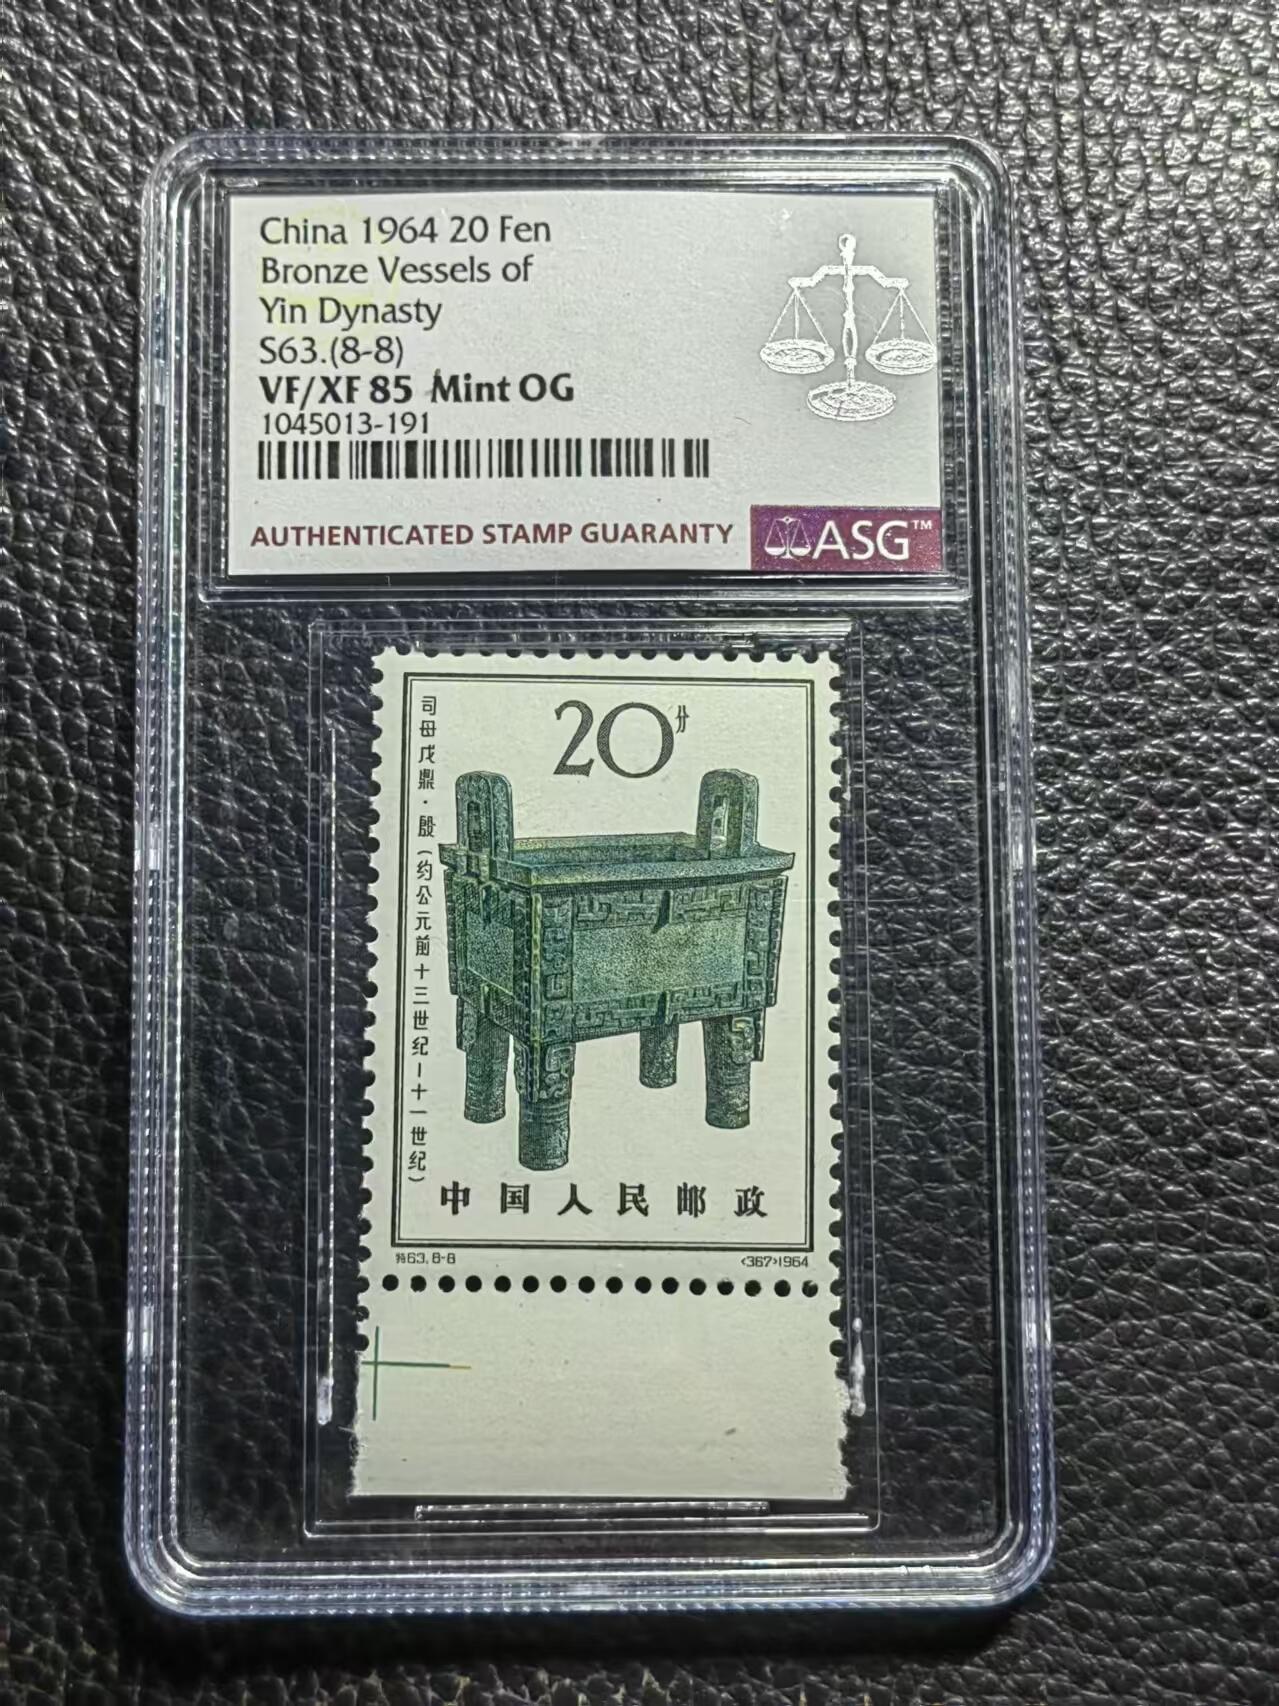 China 1964 20 Fen
Bronze Vessels of
Yin Dynasty
S63.(8-8)
VF/XF 85 Mint OG
1045013-191
AUTHENTICATED STAMP GUARANTY
ASG™
20分
司母戊鼎·殷(约公元前十三世纪—十一世纪)
中国人民邮政
特63.8-8
<367>1964